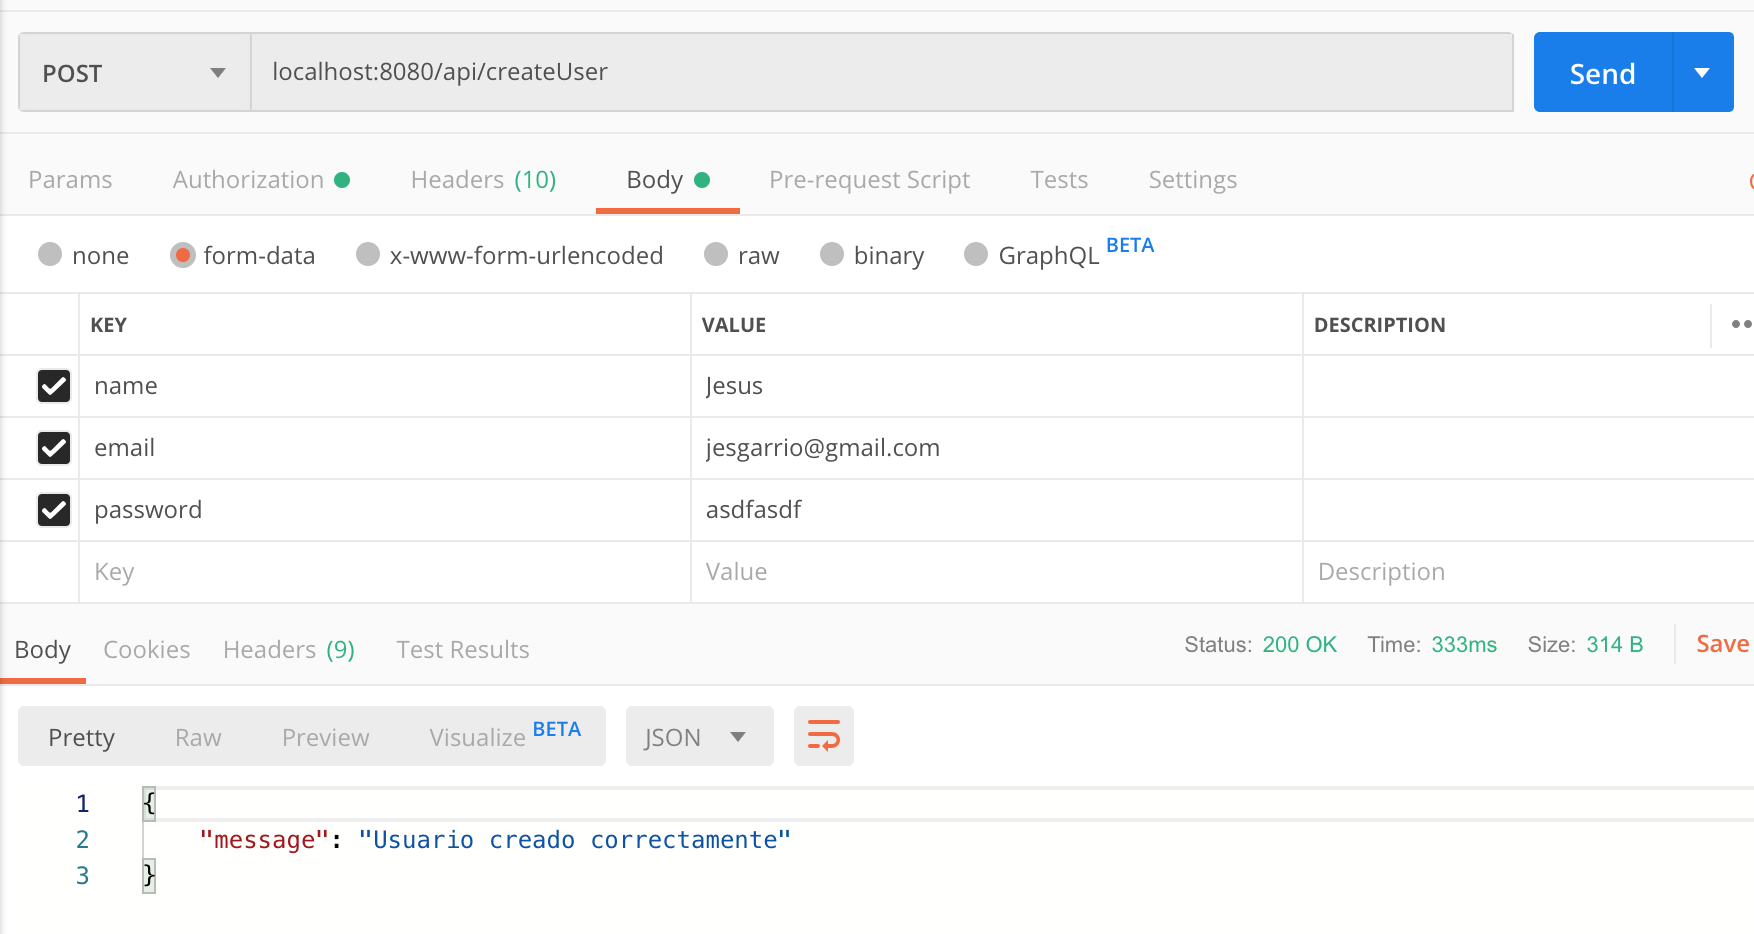 POST localhost:8080/api/createUser Send
Params Authorization Headers (10) Body Pre-request Script Tests Settings
none form-data x-www-form-urlencoded raw binary GraphQL BETA
KEY VALUE DESCRIPTION
name Jesus
email jesgarrio@gmail.com
password asdfasdf
Key Value Description
Body Cookies Headers (9) Test Results Status: 200 OK Time: 333ms Size: 314 B Save
Pretty Raw Preview Visualize BETA JSON
1 {
2 "message": "Usuario creado correctamente"
3 }